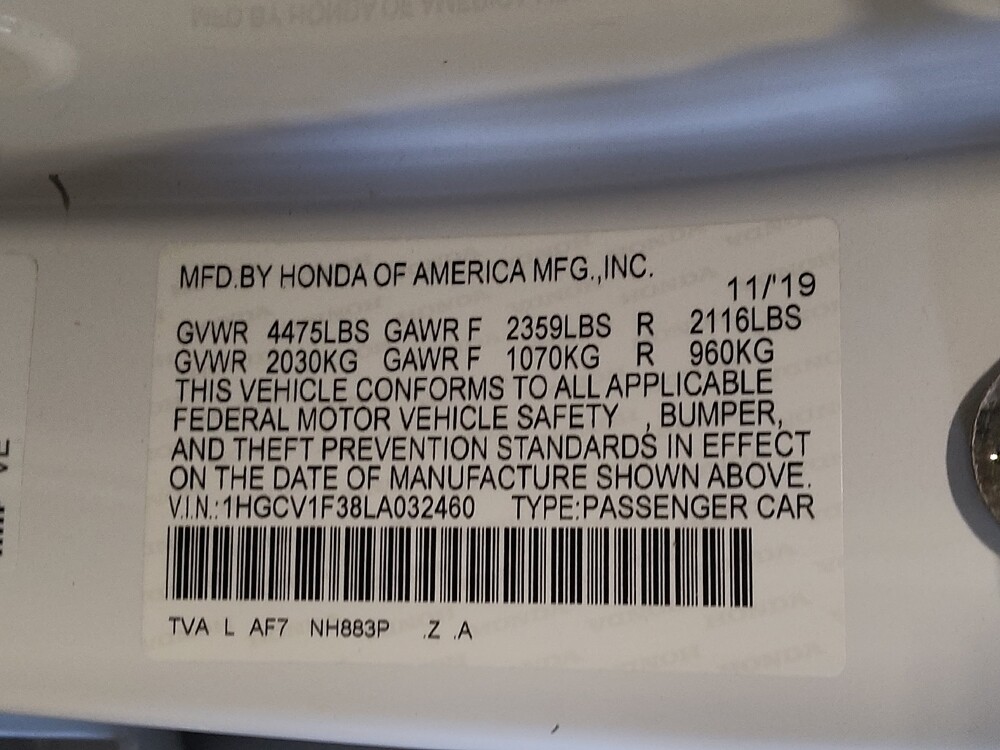 MFD.BY HONDA OF AMERICA MFG.,INC.
11/'19
GVWR 4475LBS GAWR F 2359LBS R 2116LBS
GVWR 2030KG GAWR F 1070KG R 960KG
THIS VEHICLE CONFORMS TO ALL APPLICABLE
FEDERAL MOTOR VEHICLE SAFETY , BUMPER,
AND THEFT PREVENTION STANDARDS IN EFFECT
ON THE DATE OF MANUFACTURE SHOWN ABOVE.
V.I.N.:1HGCV1F38LA032460 TYPE:PASSENGER CAR
TVA L AF7 NH883P .Z .A